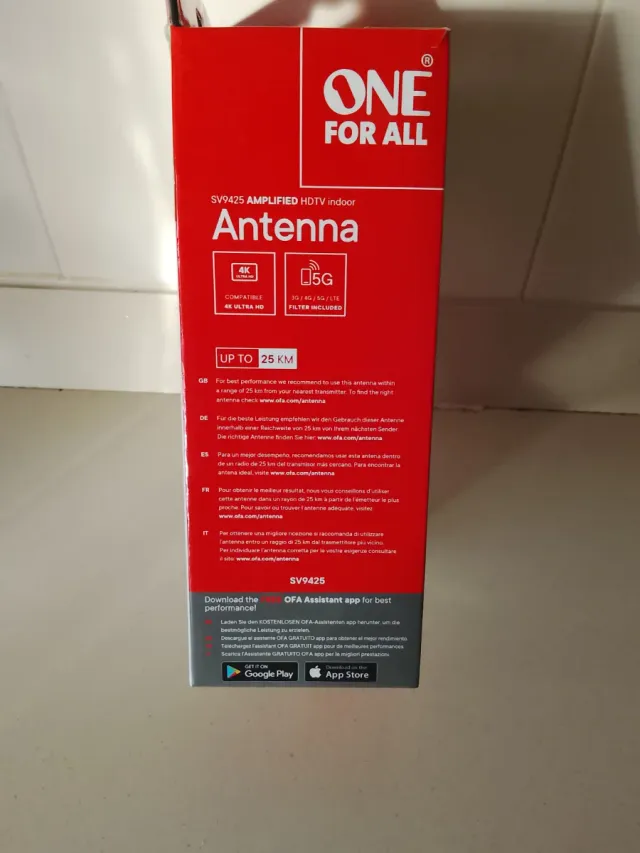 ONE®
FOR ALL
SV9425 AMPLIFIED HDTV indoor
Antenna
4K
ULTRA HD
COMPATIBLE
4K ULTRA HD
5G
3G / 4G / 5G / LTE
FILTER INCLUDED
UP TO 25 KM
GB For best performance we recommend to use this antenna within
a range of 25 km from your nearest transmitter. To find the right
antenna check www.ofa.com/antenna
DE Für die beste Leistung empfehlen wir den Gebrauch dieser Antenne
innerhalb einer Reichweite von 25 km von Ihrem nächsten Sender.
Die richtige Antenne finden Sie hier: www.ofa.com/antenna
ES Para un mejor desempeño, recomendamos usar esta antena dentro
de un radio de 25 km del transmisor más cercano. Para encontrar la
antena ideal, visite www.ofa.com/antenna
FR Pour obtenir le meilleur résultat, nous vous conseillons d'utiliser
cette antenne dans un rayon de 25 km à partir de l'émetteur le plus
proche. Pour savoir où trouver l'antenne adéquate, visitez
www.ofa.com/antenna
IT Per ottenere una migliore ricezione si raccomanda di utilizzare
l'antenna entro un raggio di 25 km dal trasmettitore più vicino.
Per individuare l'antenna corretta per le vostre esigenze consultare
il sito: www.ofa.com/antenna
SV9425
Download the OFA Assistant app for best
performance!
Laden Sie den KOSTENLOSEN OFA-Assistenten app herunter, um die
bestmögliche Leistung zu erzielen.
Descargue el asistente OFA GRATUITO app para obtener el mejor rendimiento
Téléchargez l'assistant OFA GRATUIT app pour de meilleures performances
Scarica l'Assistente GRATUITO OFA app per le migliori prestazioni
GET IT ON
Google Play
Download on the
App Store